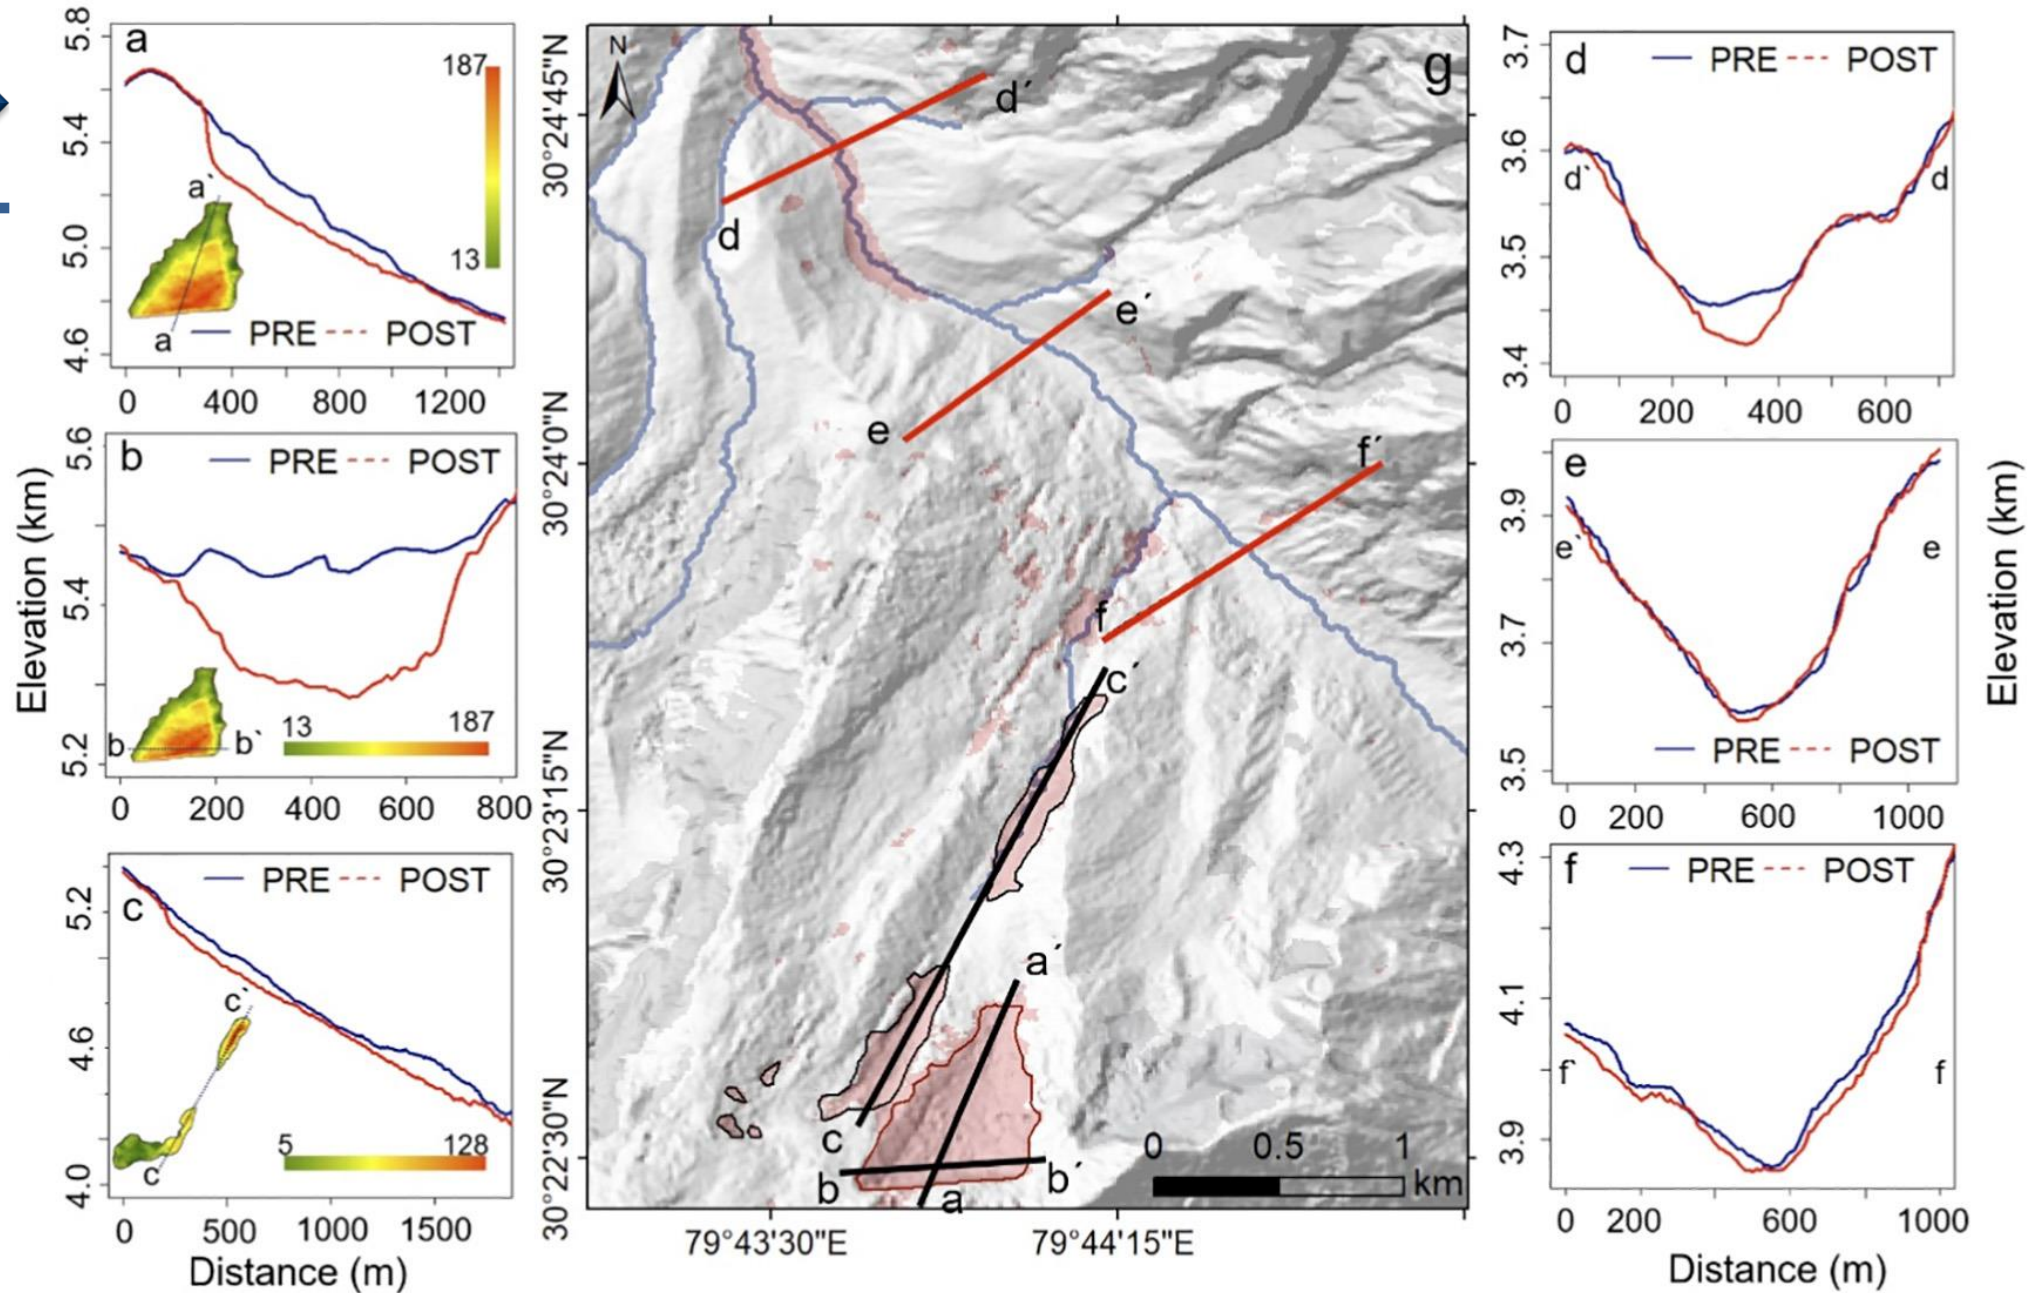 a
187
13
a`
a
PRE
POST
5.8
5.4
5.0
4.6
0 400 800 1200
b
PRE
POST
5.6
5.4
5.2
b
b`
13
187
0 200 400 600 800
c
PRE
POST
5.2
4.6
4.0
c`
c
5
128
0 500 1000 1500
Distance (m)
Elevation (km)
N
g
30°24'45"N
30°24'0"N
30°23'15"N
30°22'30"N
d´
d
e´
e
f´
f
c´
a´
c
b
a
b´
0 0.5 1
km
79°43'30"E
79°44'15"E
d
PRE
POST
3.7
3.6
3.5
3.4
d`
d
0 200 400 600
e
3.9
3.7
3.5
e`
e
PRE
POST
0 200 600 1000
f
PRE
POST
4.3
4.1
3.9
f`
f
0 200 600 1000
Distance (m)
Elevation (km)